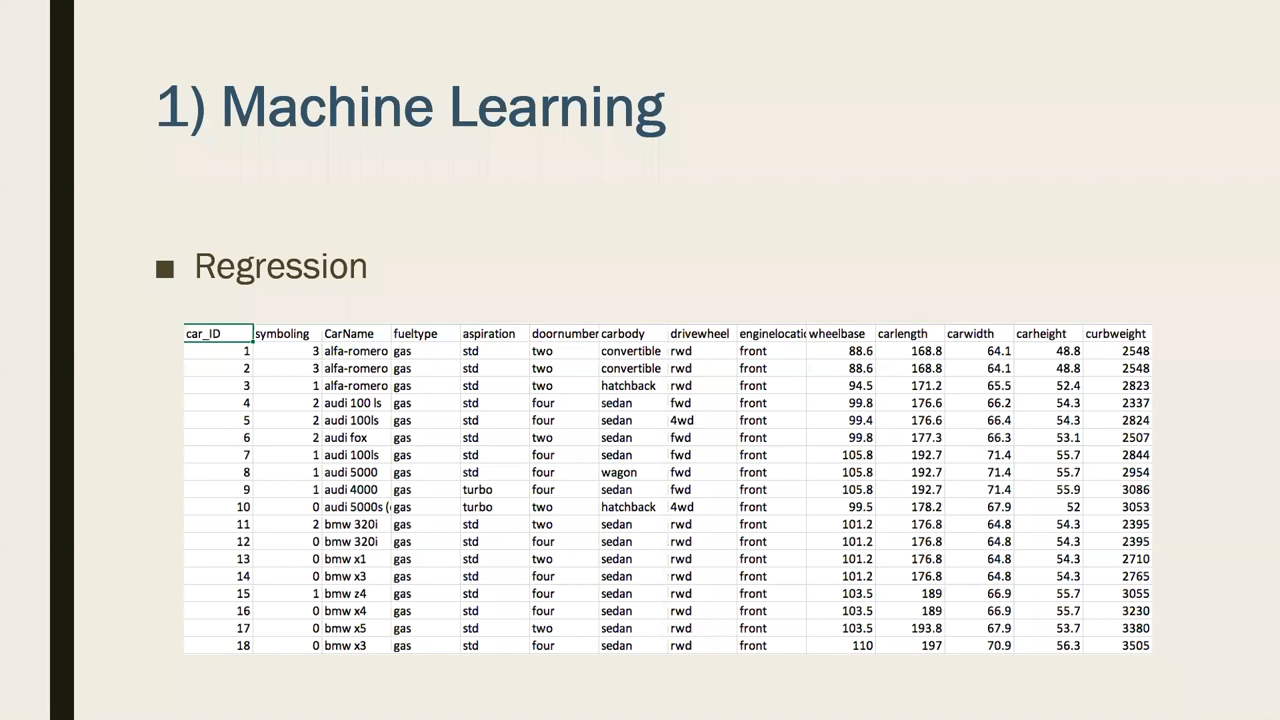 1) Machine Learning
■ Regression
car_ID symboling CarName fueltype aspiration doornumber carbody drivewheel enginelocatic wheelbase carlength carwidth carheight curbweight
1 3 alfa-romero gas std two convertible rwd front 88.6 168.8 64.1 48.8 2548
2 3 alfa-romero gas std two convertible rwd front 88.6 168.8 64.1 48.8 2548
3 1 alfa-romero gas std two hatchback rwd front 94.5 171.2 65.5 52.4 2823
4 2 audi 100 ls gas std four sedan fwd front 99.8 176.6 66.2 54.3 2337
5 2 audi 100ls gas std four sedan 4wd front 99.4 176.6 66.4 54.3 2824
6 2 audi fox gas std two sedan fwd front 99.8 177.3 66.3 53.1 2507
7 1 audi 100ls gas std four sedan fwd front 105.8 192.7 71.4 55.7 2844
8 1 audi 5000 gas std four wagon fwd front 105.8 192.7 71.4 55.7 2954
9 1 audi 4000 gas turbo four sedan fwd front 105.8 192.7 71.4 55.9 3086
10 0 audi 5000s ( gas turbo two hatchback 4wd front 99.5 178.2 67.9 52 3053
11 2 bmw 320i gas std two sedan rwd front 101.2 176.8 64.8 54.3 2395
12 0 bmw 320i gas std four sedan rwd front 101.2 176.8 64.8 54.3 2395
13 0 bmw x1 gas std two sedan rwd front 101.2 176.8 64.8 54.3 2710
14 0 bmw x3 gas std four sedan rwd front 101.2 176.8 64.8 54.3 2765
15 1 bmw z4 gas std four sedan rwd front 103.5 189 66.9 55.7 3055
16 0 bmw x4 gas std four sedan rwd front 103.5 189 66.9 55.7 3230
17 0 bmw x5 gas std two sedan rwd front 103.5 193.8 67.9 53.7 3380
18 0 bmw x3 gas std four sedan rwd front 110 197 70.9 56.3 3505